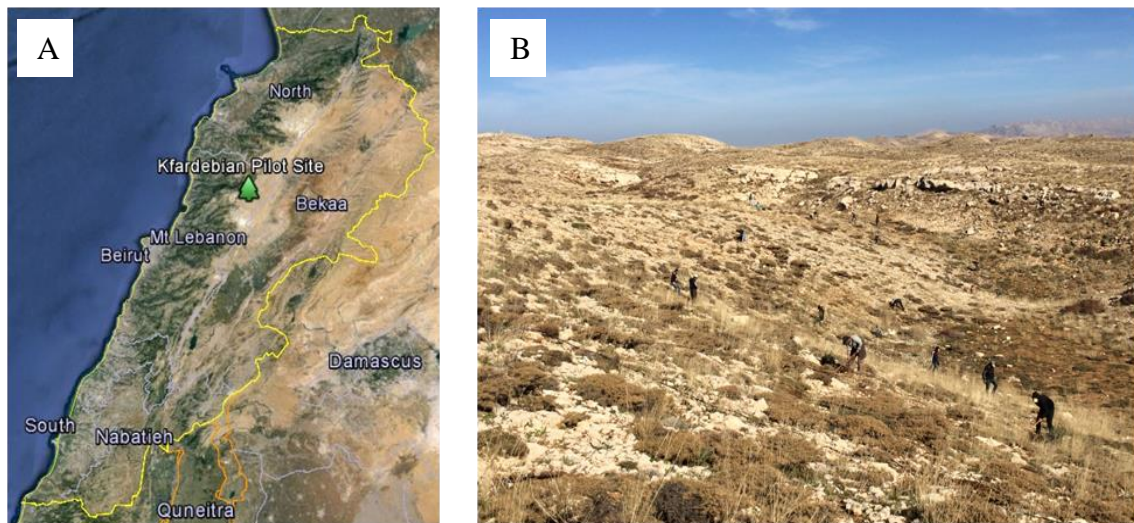 A
B
North
Kfardebian Pilot Site
Bekaa
Mt Lebanon
Beirut
Damascus
South
Nabatieh
Quneitra